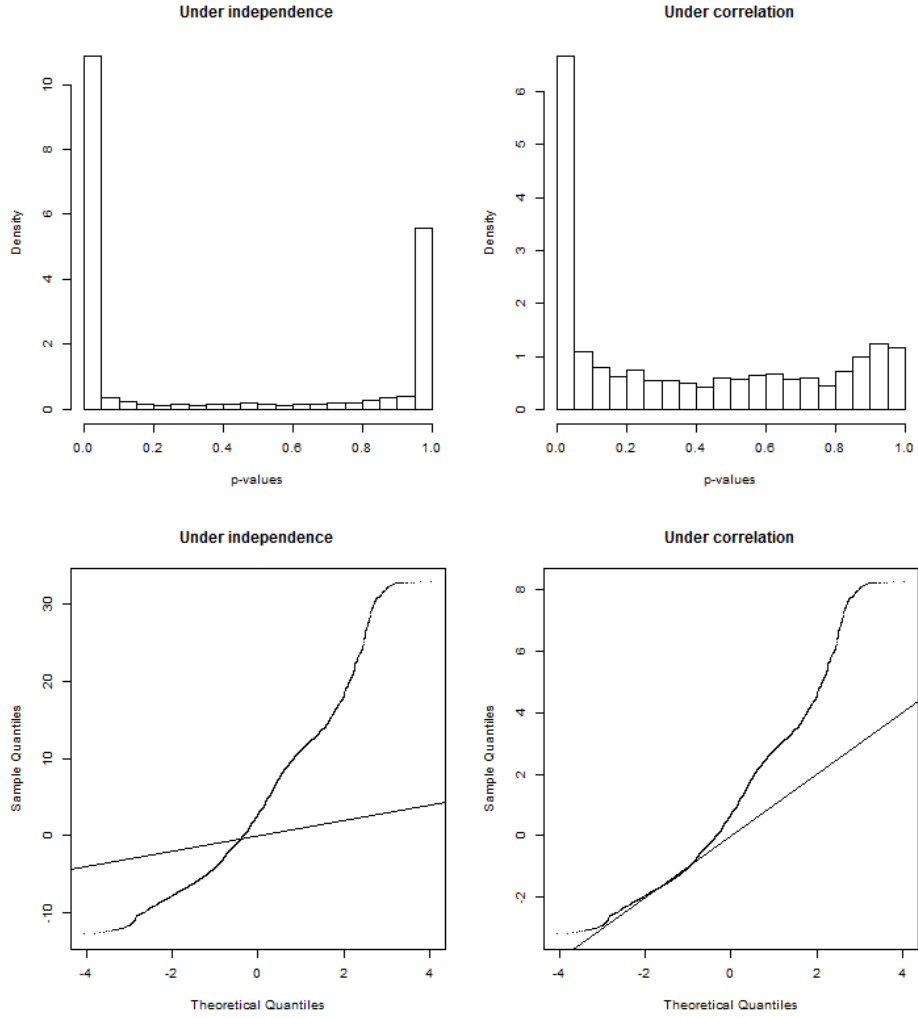 Under independence
Density
0 2 4 6 8 10
0.0 0.2 0.4 0.6 0.8 1.0
p-values
Under correlation
Density
0 1 2 3 4 5 6
0.0 0.2 0.4 0.6 0.8 1.0
p-values
Under independence
Sample Quantiles
-10 0 10 20 30
-4 -2 0 2 4
Theoretical Quantiles
Under correlation
Sample Quantiles
-2 0 2 4 6 8
-4 -2 0 2 4
Theoretical Quantiles